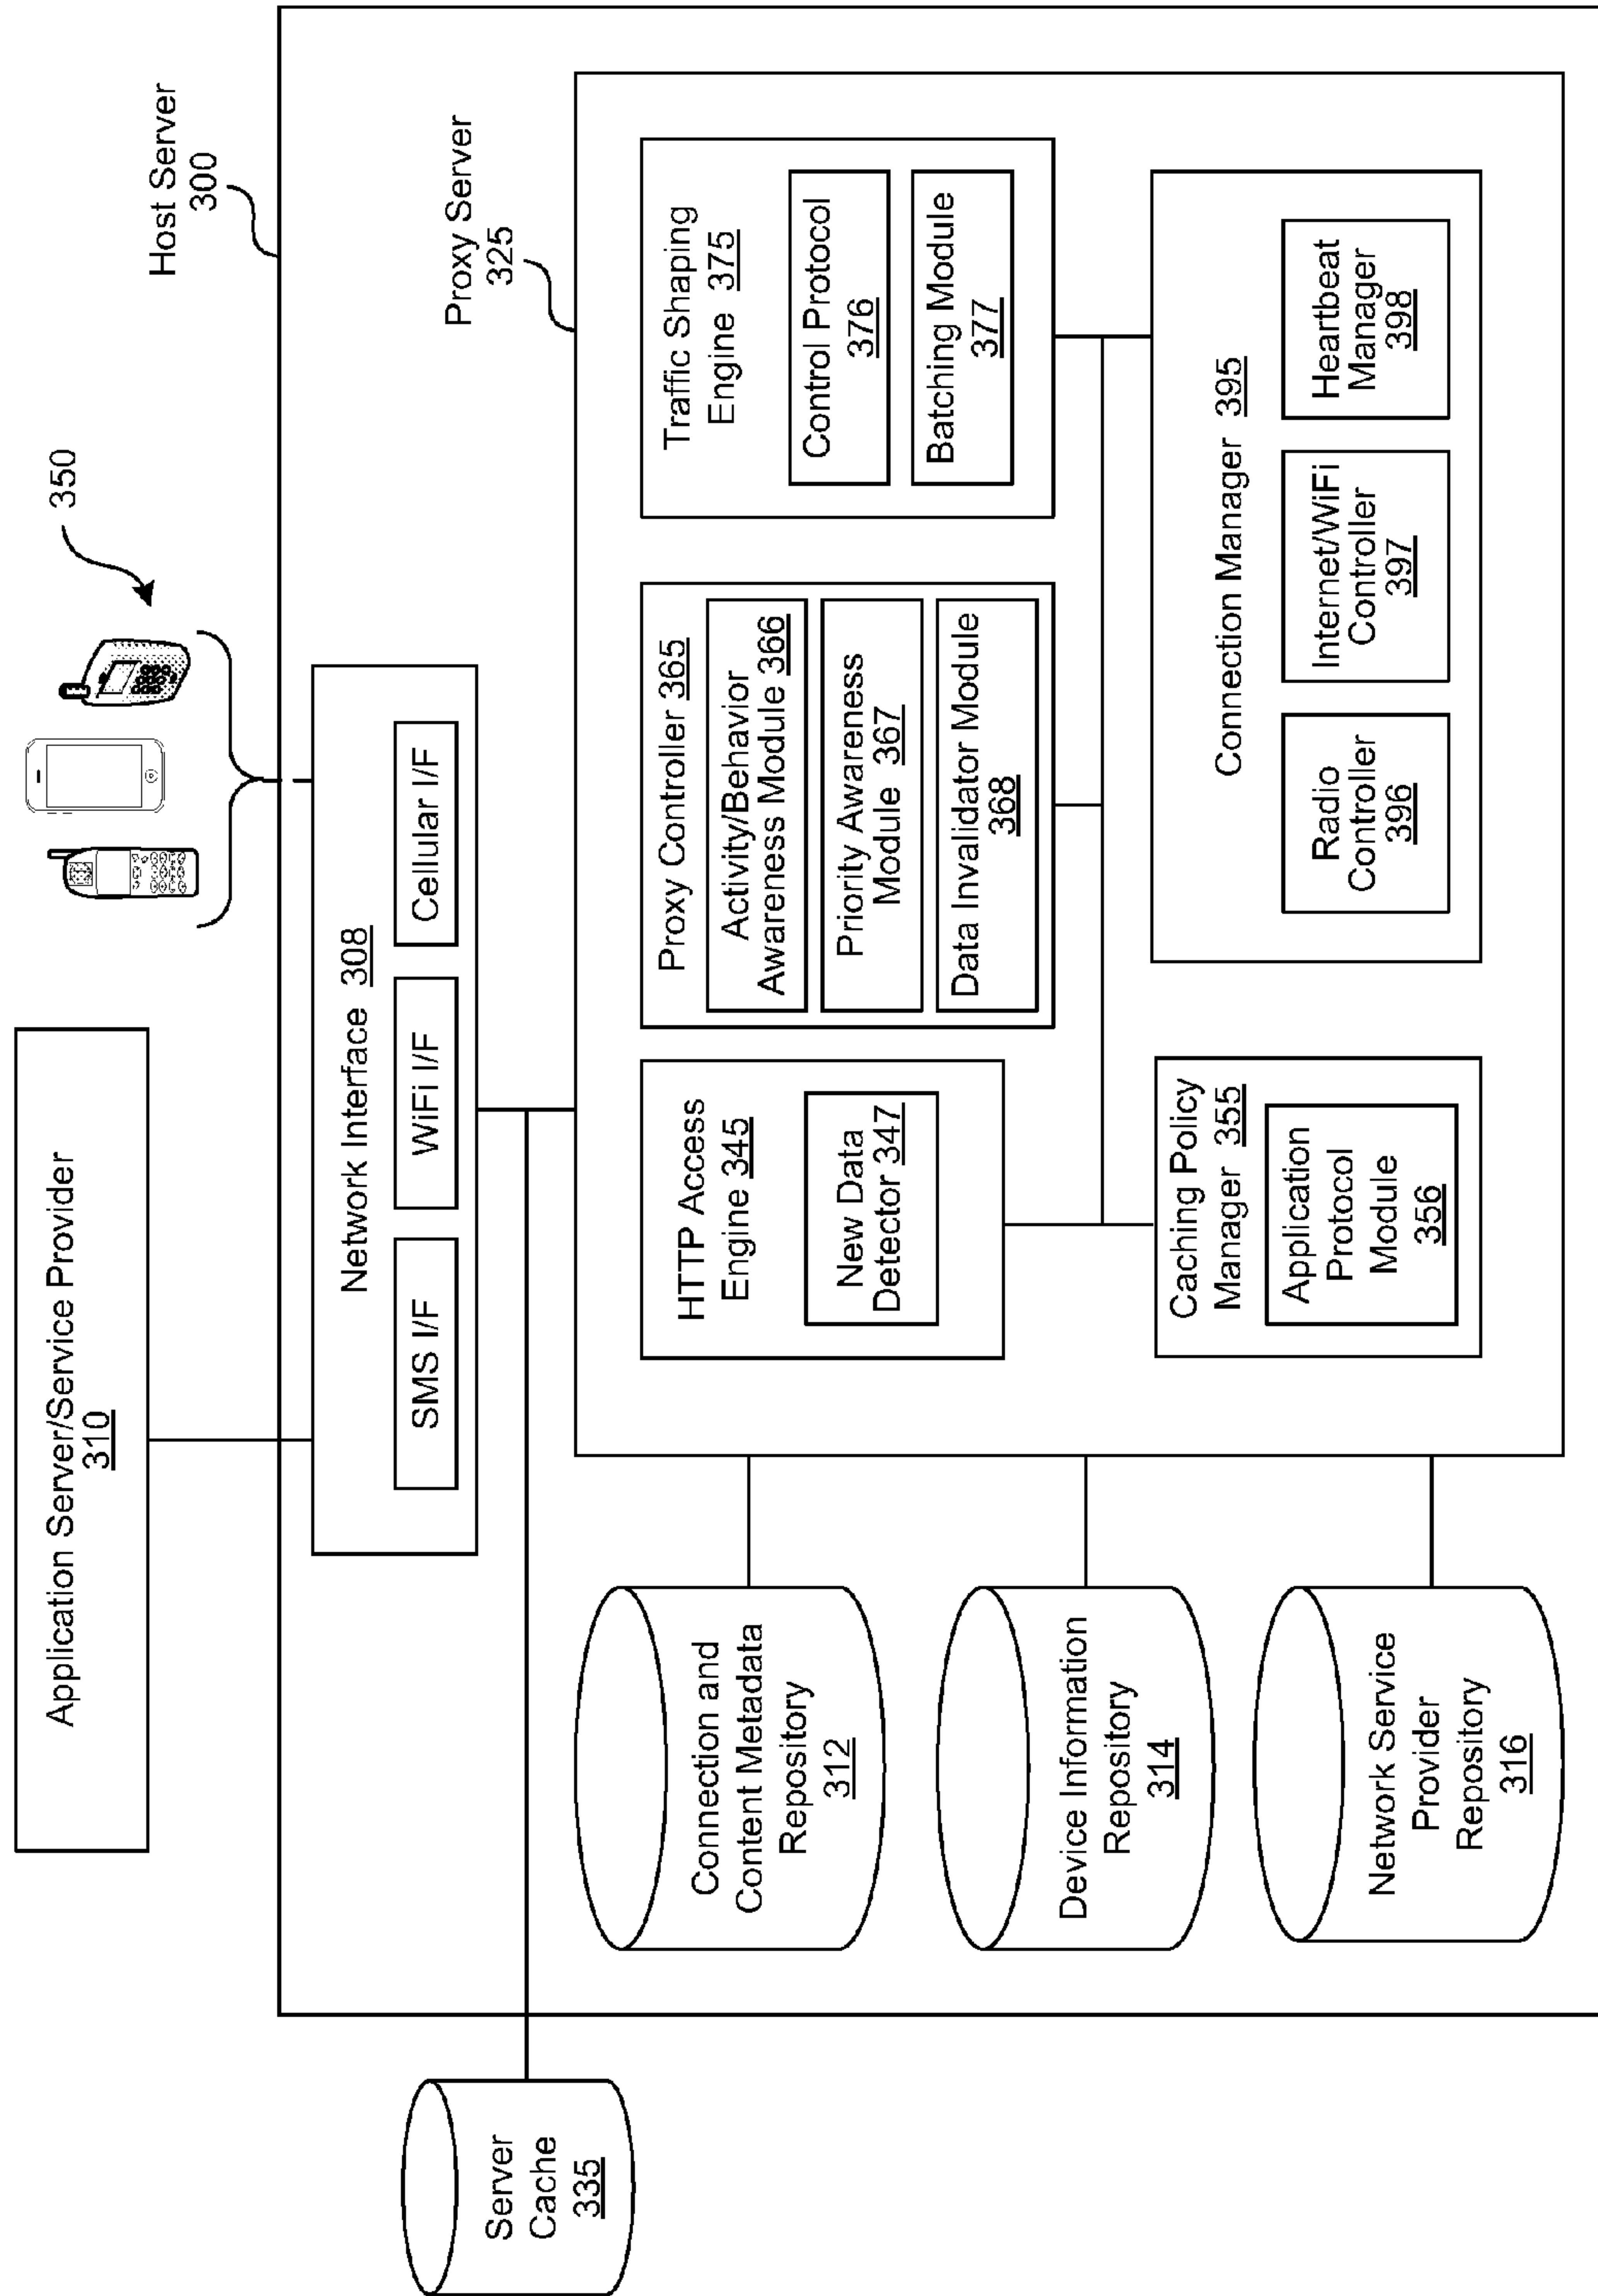 Application Server/Service Provider
310
350
Host Server
300
Network Interface 308
SMS I/F
WiFi I/F
Cellular I/F
Proxy Server
325
Server
Cache
335
Connection and
Content Metadata
Repository
312
Device Information
Repository
314
Network Service
Provider
Repository
316
HTTP Access
Engine 345
New Data
Detector 347
Proxy Controller 365
Activity/Behavior
Awareness Module 366
Priority Awareness
Module 367
Data Invalidator Module
368
Traffic Shaping
Engine 375
Control Protocol
376
Batching Module
377
Caching Policy
Manager 355
Application
Protocol
Module
356
Connection Manager 395
Radio
Controller
396
Internet/WiFi
Controller
397
Heartbeat
Manager
398